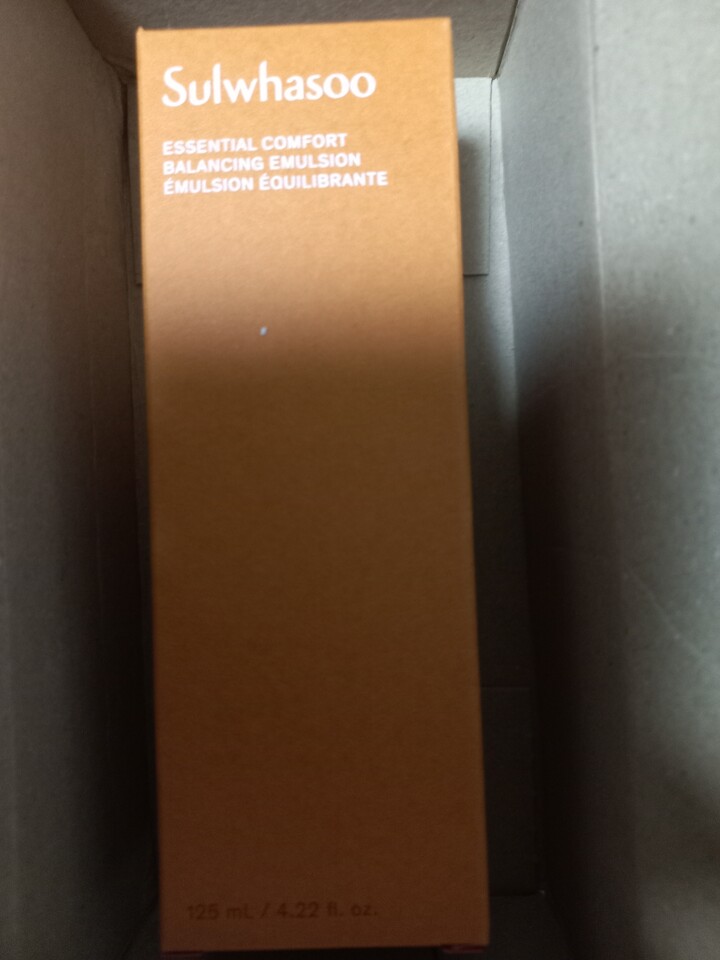 Sulwhasoo
ESSENTIAL COMFORT
BALANCING EMULSION
ÉMULSION ÉQUILIBRANTE
125 mL / 4.22 fl. oz.